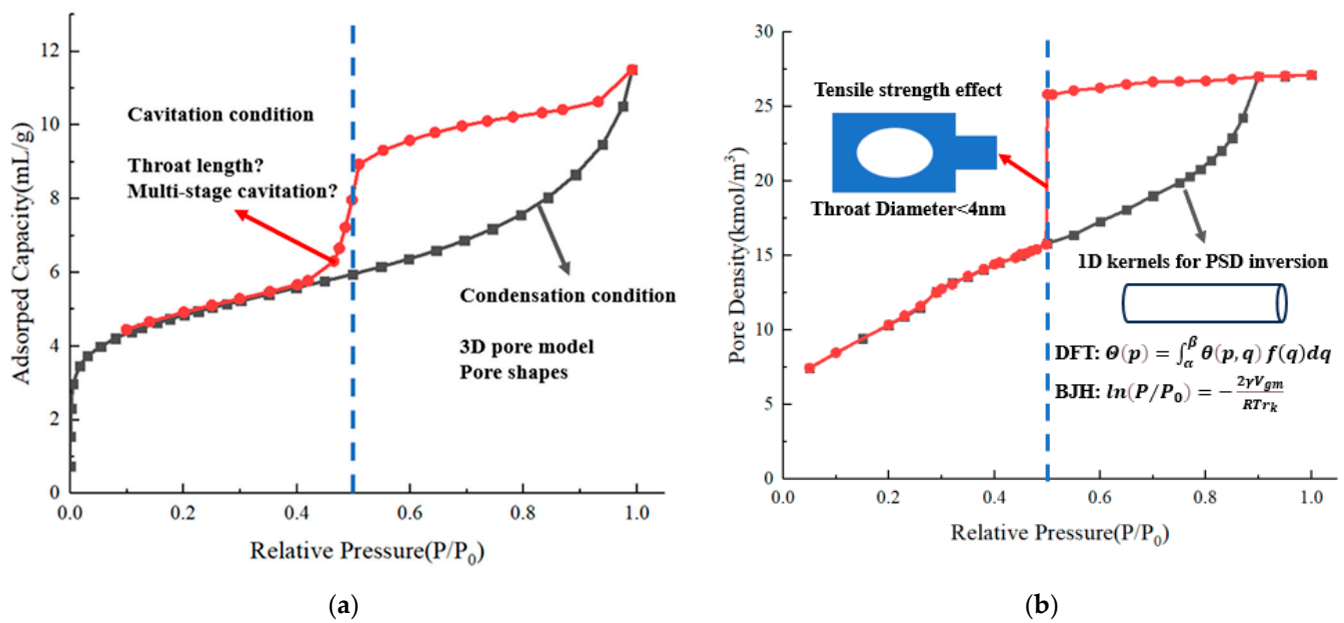 12
10
8
6
4
2
0
0.0 0.2 0.4 0.6 0.8 1.0
Adsorped Capacity(mL/g)
Relative Pressure(P/P₀)
Cavitation condition
Throat length?
Multi-stage cavitation?
Condensation condition
3D pore model
Pore shapes
(a)
30
25
20
15
10
5
0
0.0 0.2 0.4 0.6 0.8 1.0
Pore Density(kmol/m³)
Relative Pressure(P/P₀)
Tensile strength effect
Throat Diameter<4nm
1D kernels for PSD inversion
DFT: Θ(p) = ∫_α^β θ(p, q) f(q)dq
BJH: ln(P/P₀) = −2γV_gm/RTr_k
(b)